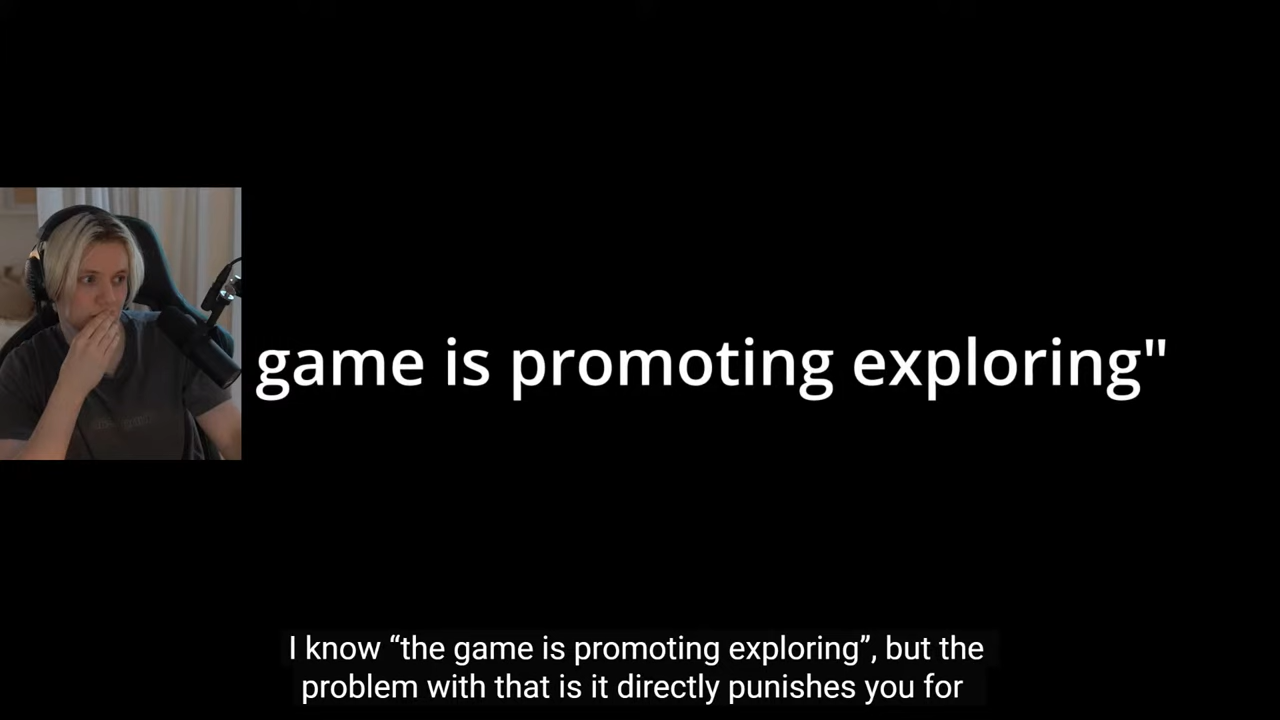 game is promoting exploring"
I know “the game is promoting exploring”, but the
problem with that is it directly punishes you for